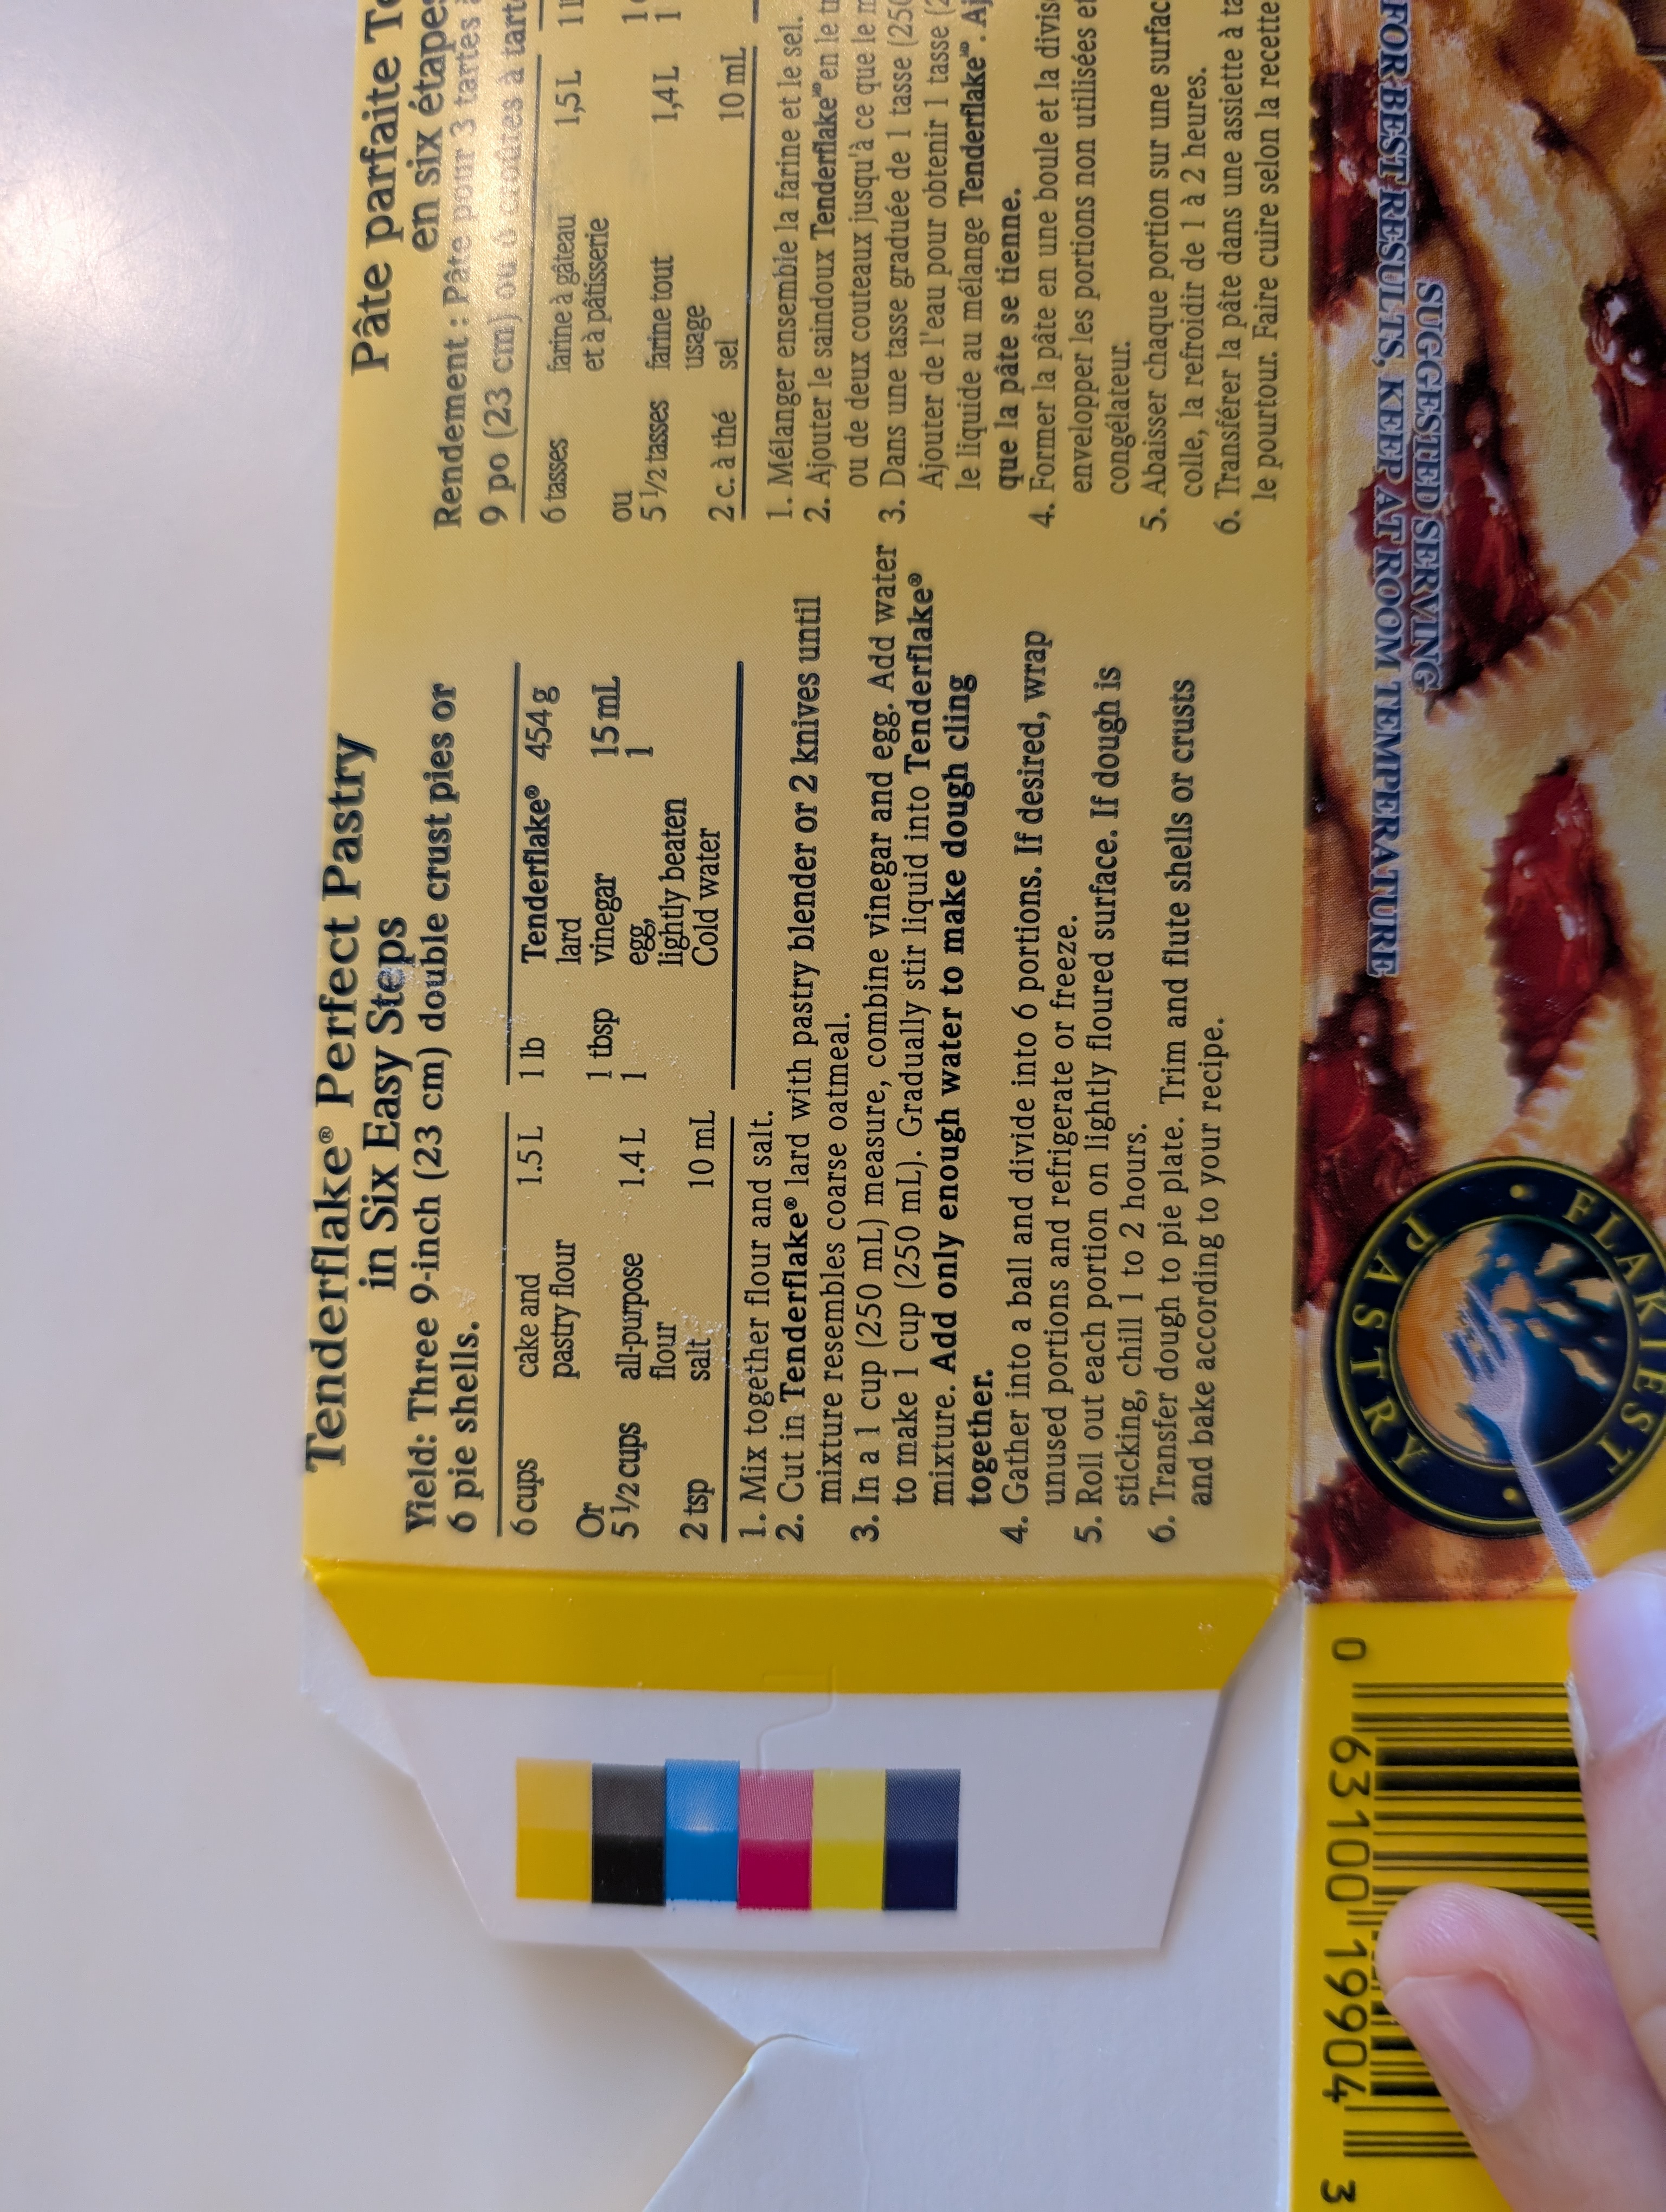 Tenderflake® Perfect Pastry
in Six Easy Steps
Yield: Three 9-inch (23 cm) double crust pies or
6 pie shells.
6 cups cake and 1.5 L 1 lb Tenderflake® 454 g
pastry flour lard
Or 1 tbsp vinegar 15 mL
5 1/2 cups all-purpose 1.4 L 1 egg, 1
flour lightly beaten
2 tsp salt 10 mL Cold water
1. Mix together flour and salt.
2. Cut in Tenderflake® lard with pastry blender or 2 knives until
mixture resembles coarse oatmeal.
3. In a 1 cup (250 mL) measure, combine vinegar and egg. Add water
to make 1 cup (250 mL). Gradually stir liquid into Tenderflake®
mixture. Add only enough water to make dough cling
together.
4. Gather into a ball and divide into 6 portions. If desired, wrap
unused portions and refrigerate or freeze.
5. Roll out each portion on lightly floured surface. If dough is
sticking, chill 1 to 2 hours.
6. Transfer dough to pie plate. Trim and flute shells or crusts
and bake according to your recipe.
Pâte parfaite
en six étapes
Rendement : Pâte pour 3 tartes
9 po (23 cm) ou 6 croûtes à
6 tasses farine à gâteau 1,5 L
et à pâtisserie
ou
5 1/2 tasses farine tout 1,4 L
usage
2 c. à thé sel 10 mL
1. Mélanger ensemble la farine et le sel.
2. Ajouter le saindoux Tenderflake MD en le
ou de deux couteaux jusqu'à ce que le
3. Dans une tasse graduée de 1 tasse (250
Ajouter de l'eau pour obtenir 1 tasse
le liquide au mélange Tenderflake MD.
que la pâte se tienne.
4. Former la pâte en une boule et la
envelopper les portions non utilisées
congélateur.
5. Abaisser chaque portion sur une
colle, la refroidir de 1 à 2 heures.
6. Transférer la pâte dans une assiette à
le pourtour. Faire cuire selon la recette
FOR BEST RESULTS, KEEP AT ROOM TEMPERATURE
SUGGESTED SERVING
FLAKIEST • PASTRY •
0 63100 19904 3